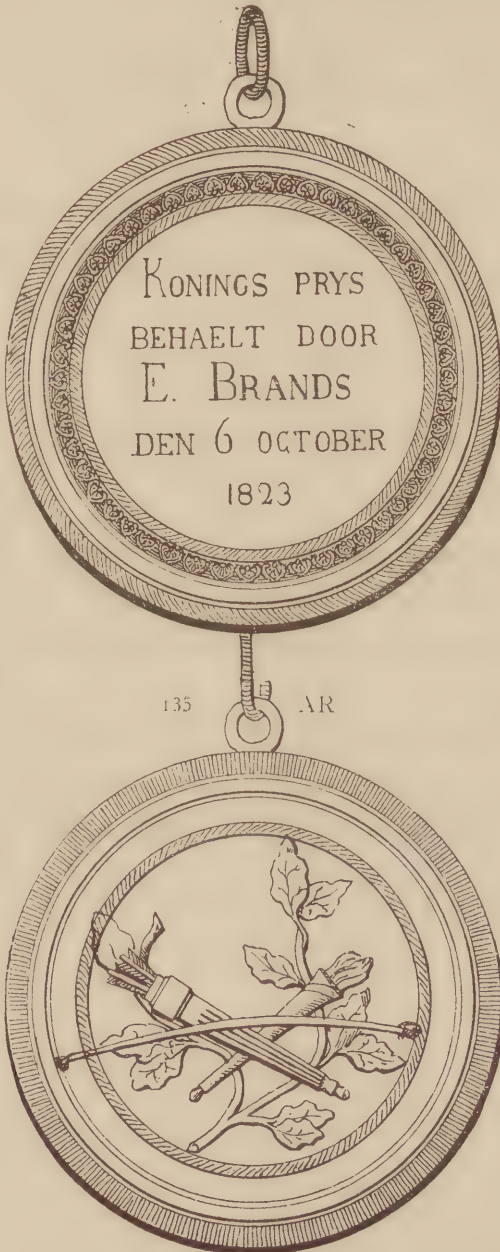 KONINGS PRYS
BEHAELT DOOR
E. BRANDS
DEN 6 OCTOBER
1823
135 AR